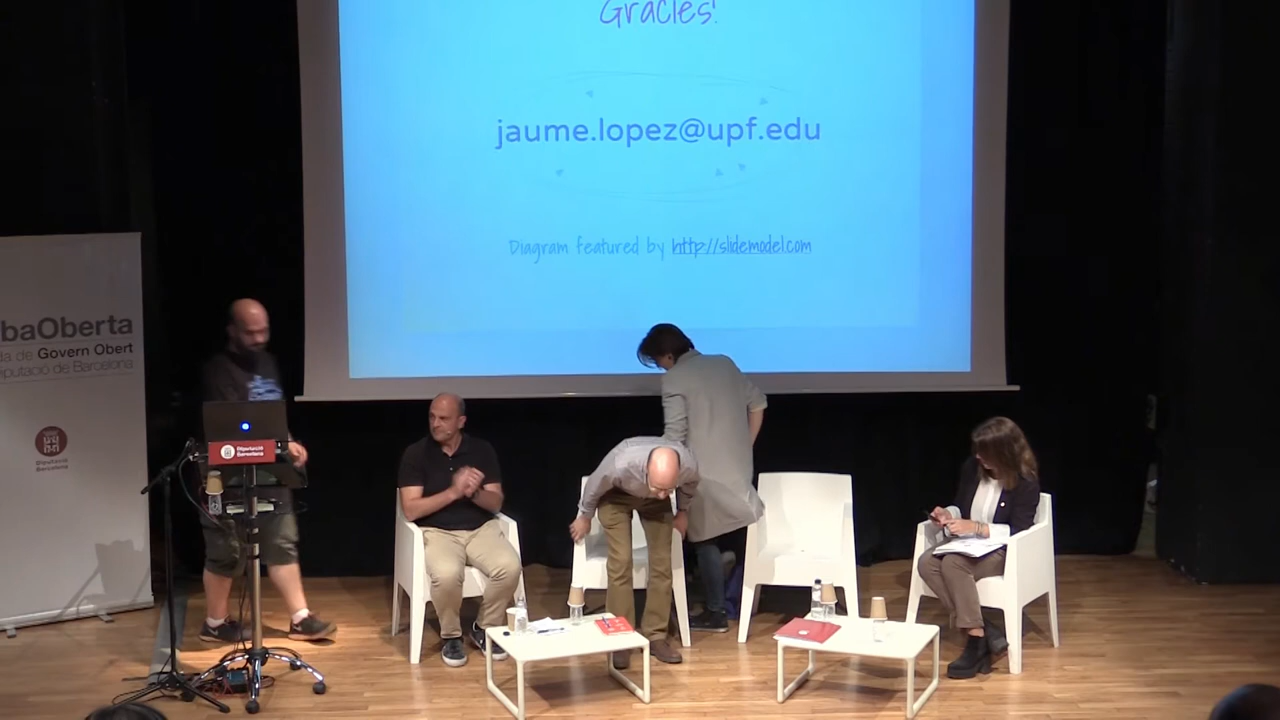 Gràcies!
jaume.lopez@upf.edu
Diagram featured by http://slidemodel.com
baOberta
da de Govern Obert
Diputació de Barcelona
Diputació
Barcelona
Diputació
Barcelona